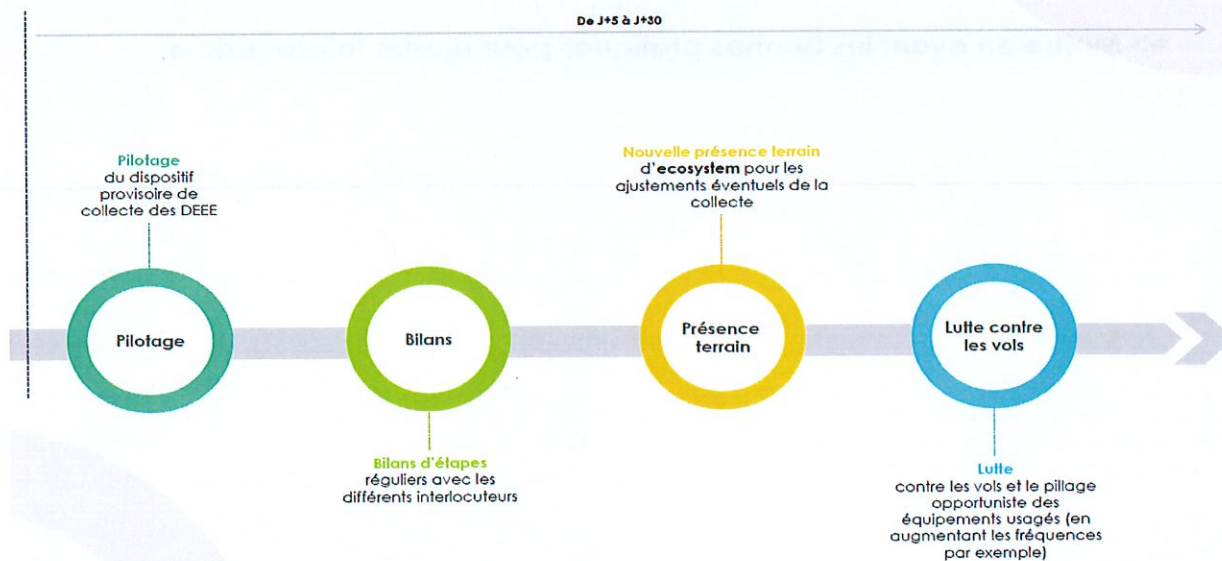 De J+5 à J+30
Pilotage
du dispositif
provisoire de
collecte des DEEE
Nouvelle présence terrain
d'ecosystem pour les
ajustements éventuels de la
collecte
Pilotage
Bilans
Présence
terrain
Lutte contre
les vols
Bilans d'étapes
réguliers avec les
différents interlocuteurs
Lutte
contre les vols et le pillage
opportuniste des
équipements usagés (en
augmentant les fréquences
par exemple)